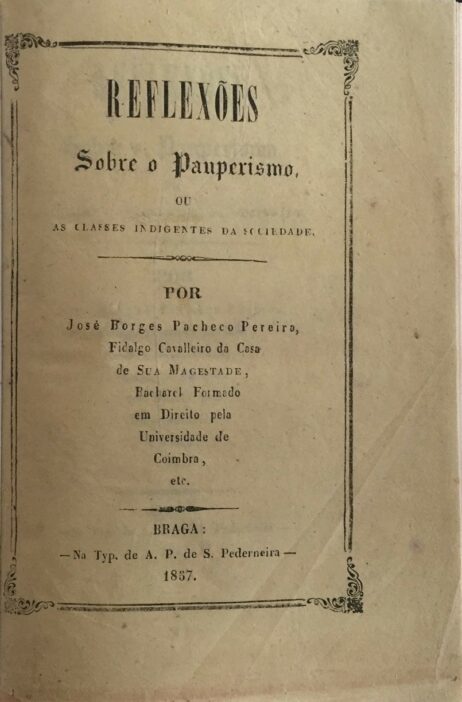 REFLEXÕES
Sobre o Pauperismo,
OU
AS CLASSES INDIGENTES DA SOCIEDADE.
POR
José Borges Pacheco Pereira,
Fidalgo Cavalleiro da Casa
de SUA MAGESTADE,
Bacharel Formado
em Direito pela
Universidade de
Coimbra,
etc.
BRAGA:
—Na Typ. de A. P. de S. Pederneira—
1857.